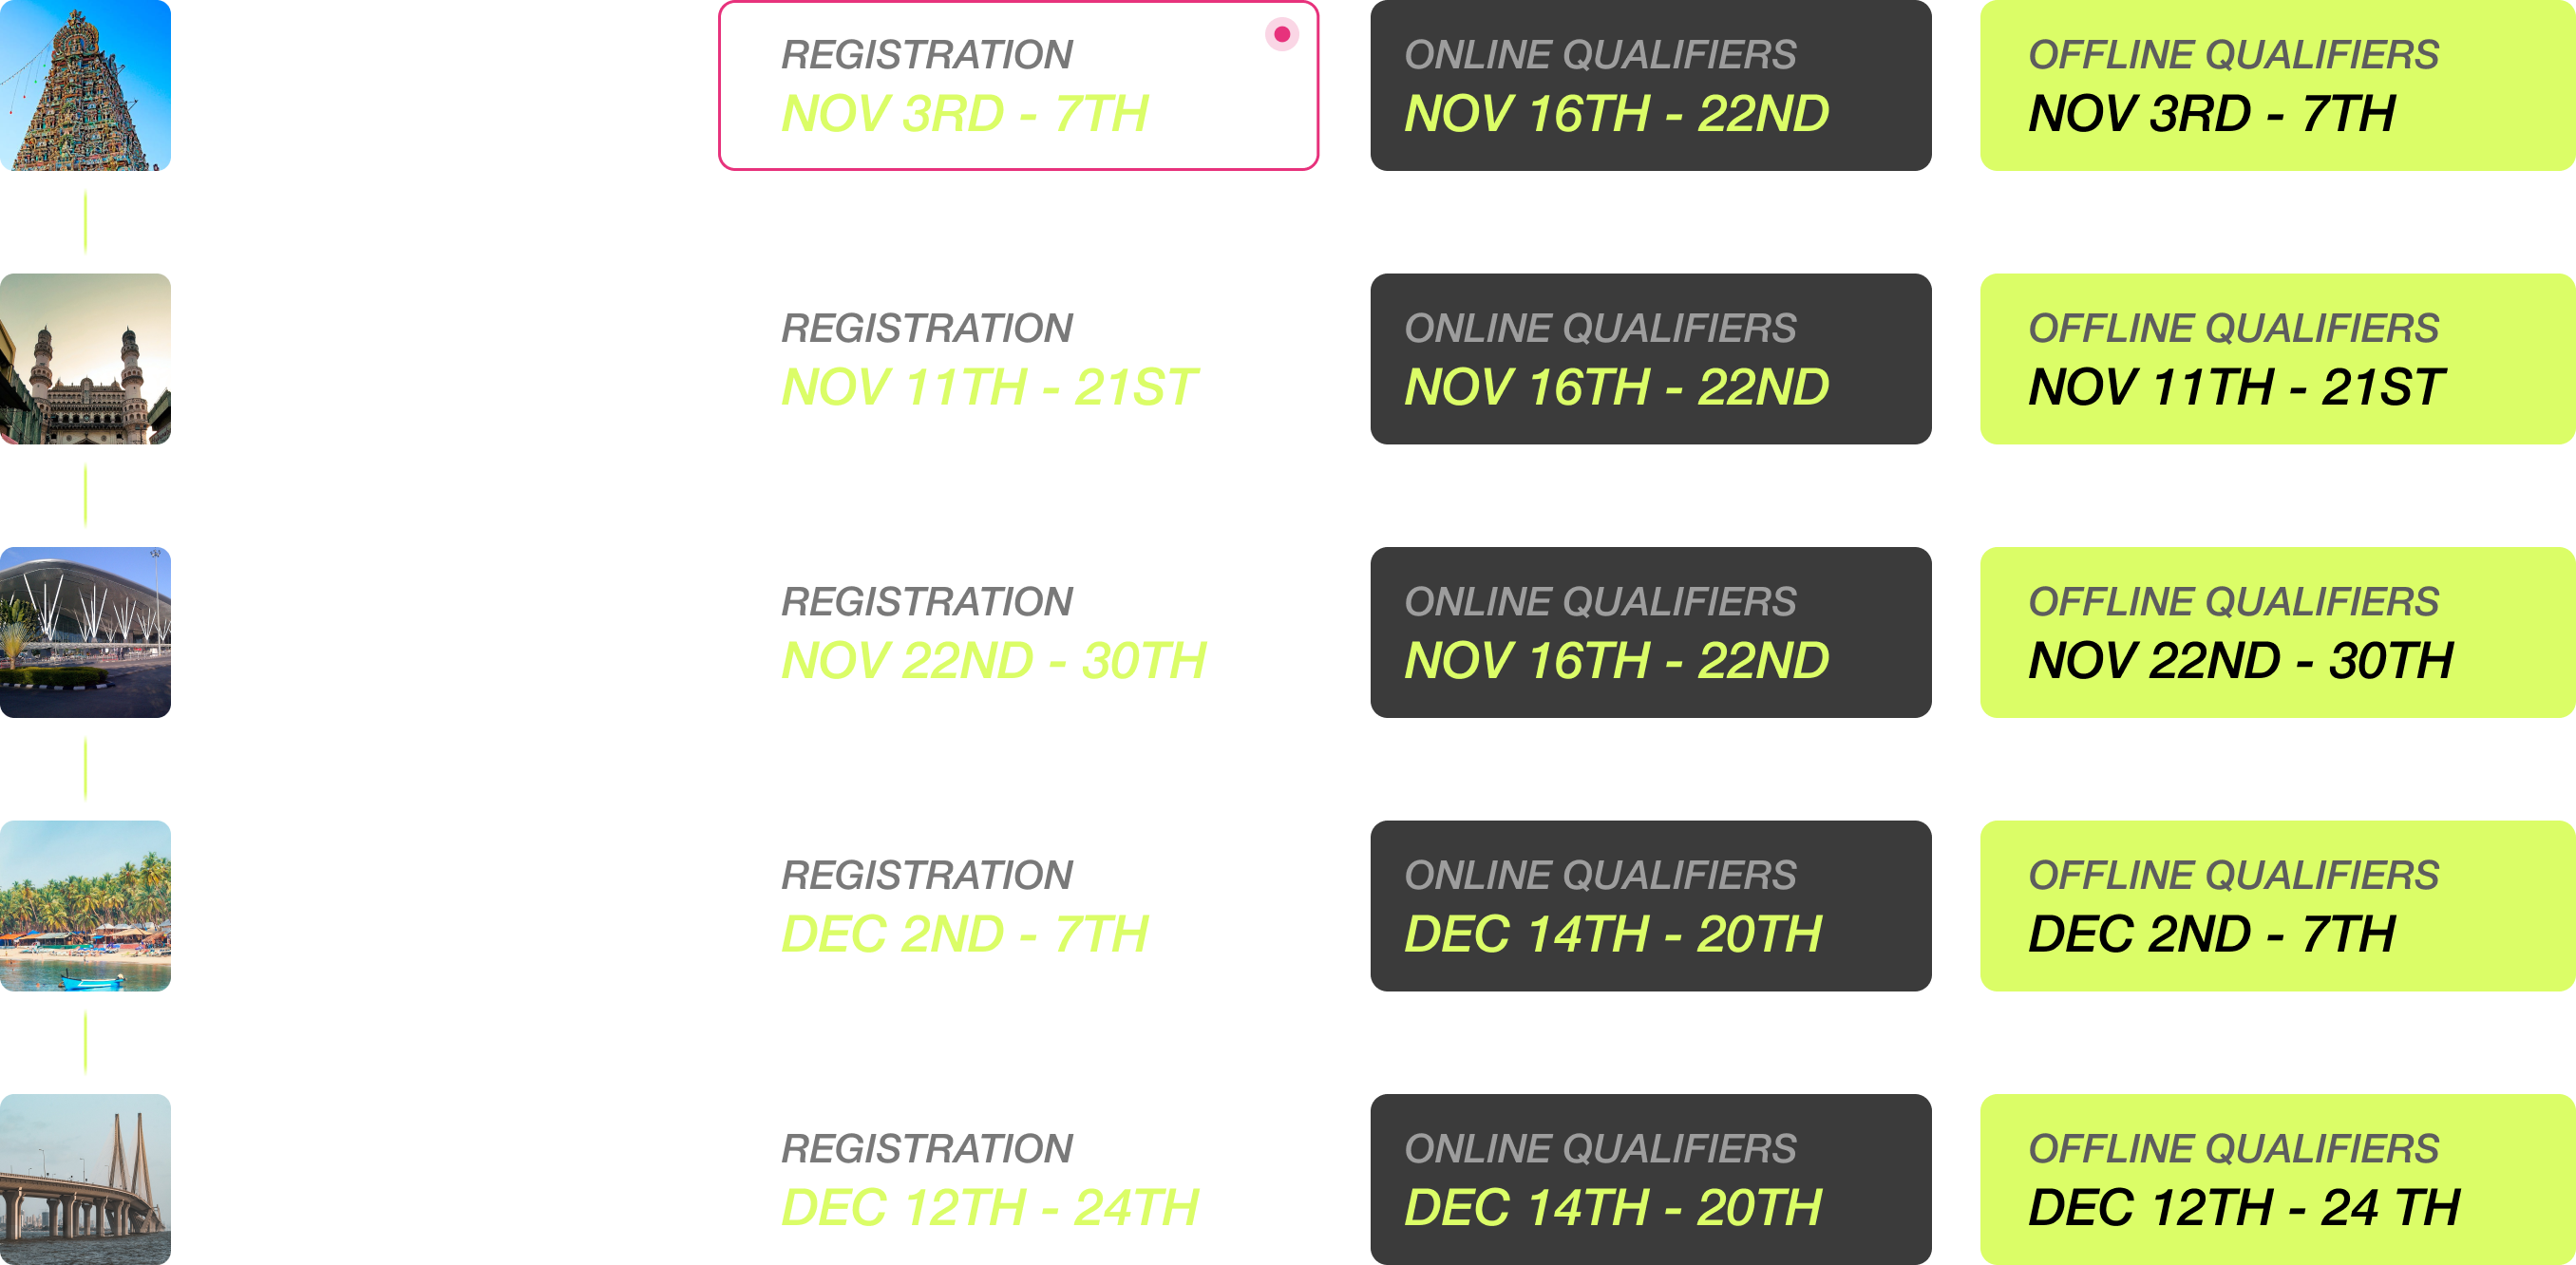 REGISTRATION
NOV 3RD - 7TH
ONLINE QUALIFIERS
NOV 16TH - 22ND
OFFLINE QUALIFIERS
NOV 3RD - 7TH
REGISTRATION
NOV 11TH - 21ST
ONLINE QUALIFIERS
NOV 16TH - 22ND
OFFLINE QUALIFIERS
NOV 11TH - 21ST
REGISTRATION
NOV 22ND - 30TH
ONLINE QUALIFIERS
NOV 16TH - 22ND
OFFLINE QUALIFIERS
NOV 22ND - 30TH
REGISTRATION
DEC 2ND - 7TH
ONLINE QUALIFIERS
DEC 14TH - 20TH
OFFLINE QUALIFIERS
DEC 2ND - 7TH
REGISTRATION
DEC 12TH - 24TH
ONLINE QUALIFIERS
DEC 14TH - 20TH
OFFLINE QUALIFIERS
DEC 12TH - 24 TH